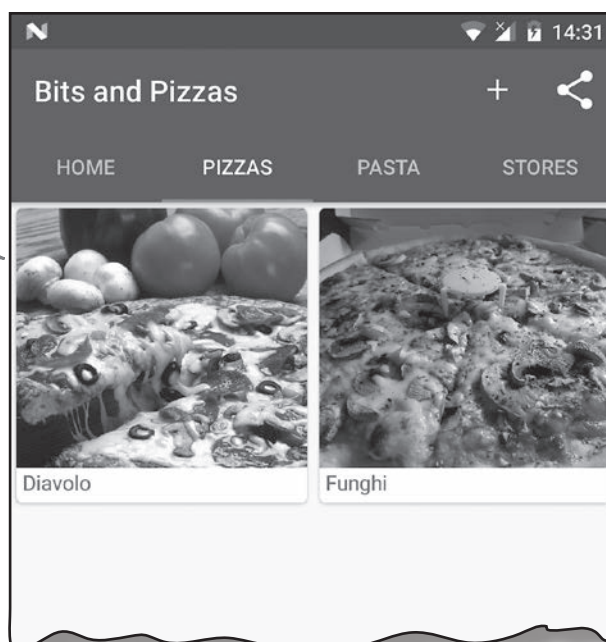 14:31
Bits and Pizzas +
HOME PIZZAS PASTA STORES
Diavolo Funghi